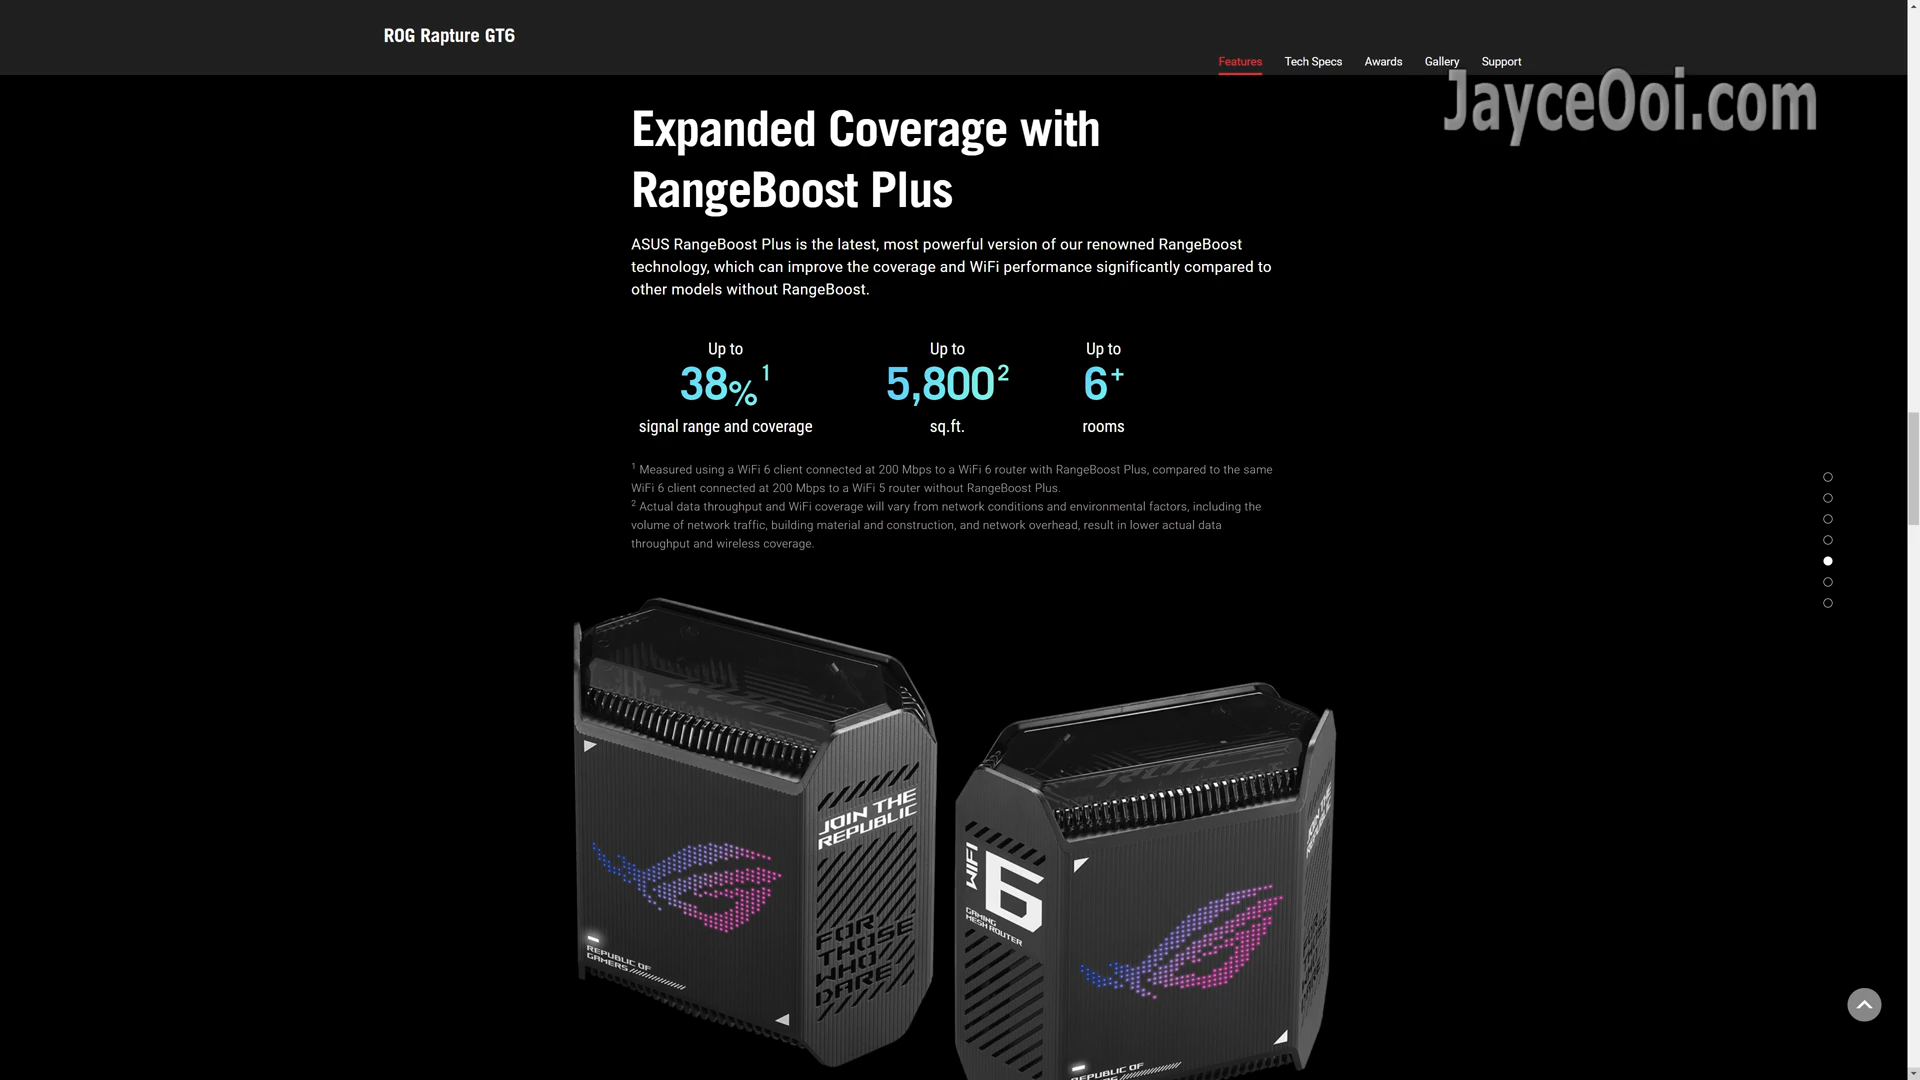 ROG Rapture GT6
Features Tech Specs Awards Gallery Support
JayceOoi.com
Expanded Coverage with
RangeBoost Plus
ASUS RangeBoost Plus is the latest, most powerful version of our renowned RangeBoost
technology, which can improve the coverage and WiFi performance significantly compared to
other models without RangeBoost.
Up to
38%¹
signal range and coverage
Up to
5,800²
sq.ft.
Up to
6⁺
rooms
¹ Measured using a WiFi 6 client connected at 200 Mbps to a WiFi 6 router with RangeBoost Plus, compared to the same
WiFi 6 client connected at 200 Mbps to a WiFi 5 router without RangeBoost Plus.
² Actual data throughput and WiFi coverage will vary from network conditions and environmental factors, including the
volume of network traffic, building material and construction, and network overhead, result in lower actual data
throughput and wireless coverage.
JOIN THE
REPUBLIC
FOR
THOSE
WHO
DARE
REPUBLIC OF
GAMERS
WIFI
6
GAMING
MESH ROUTER
JOIN THE
REPUBLIC
REPUBLIC OF
GAMERS